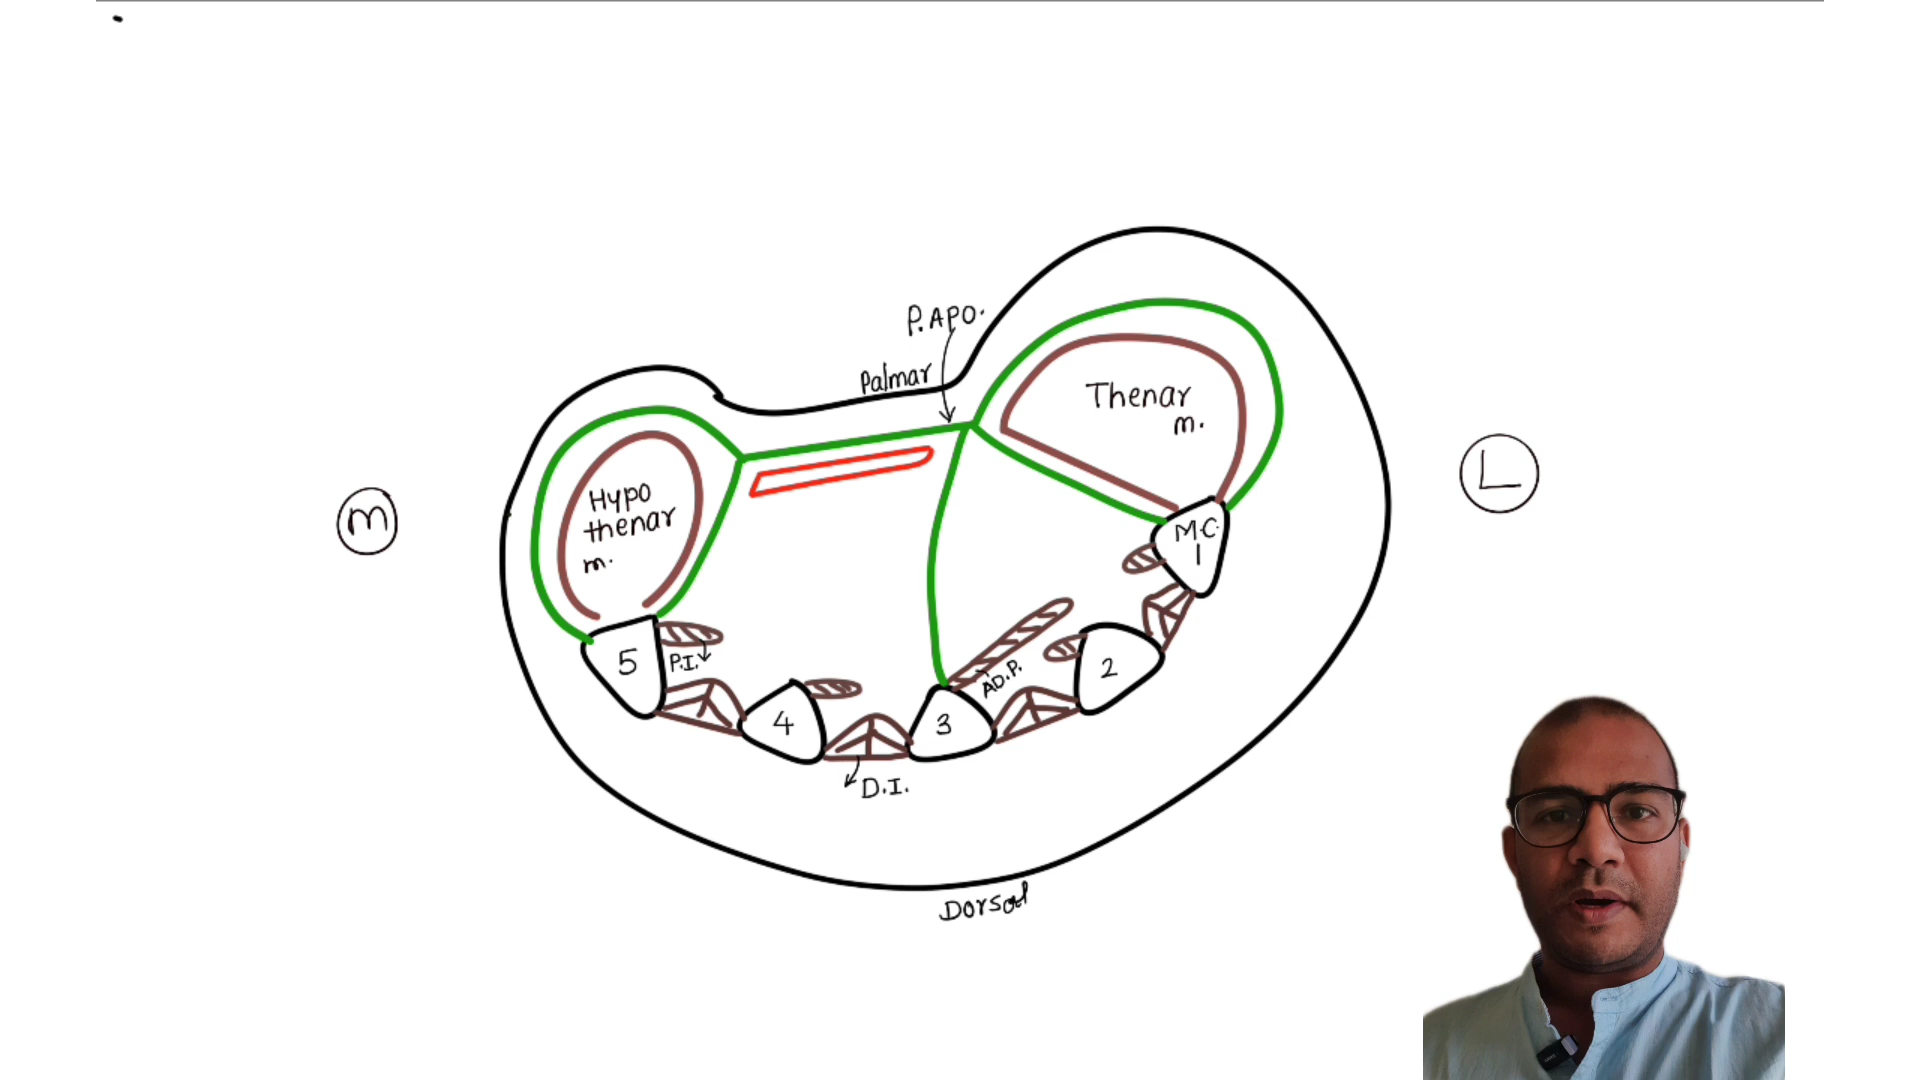 P.APO.
Palmar
Thenar
m.
Hypo
thenar
m.
M
L
M.C.
1
5
P.I.
AD.P.
2
4
3
D.I.
Dorsal